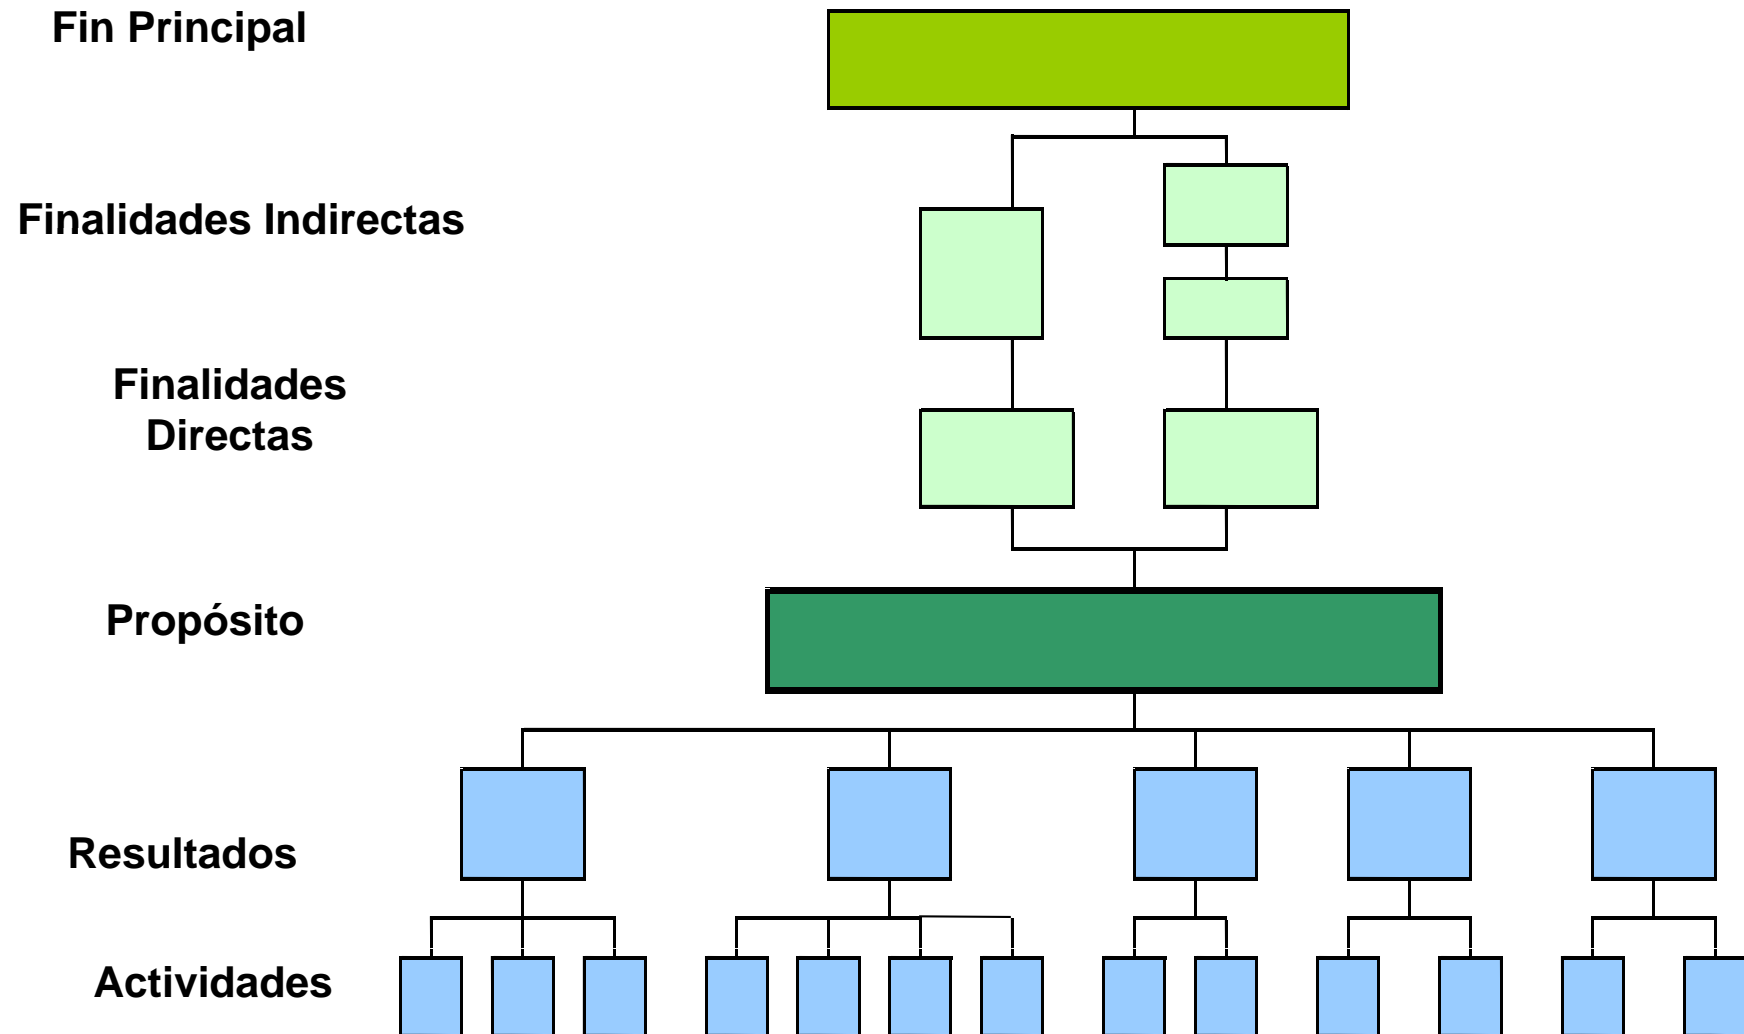 Fin Principal
Finalidades Indirectas
Finalidades
Directas
Propósito
Resultados
Actividades